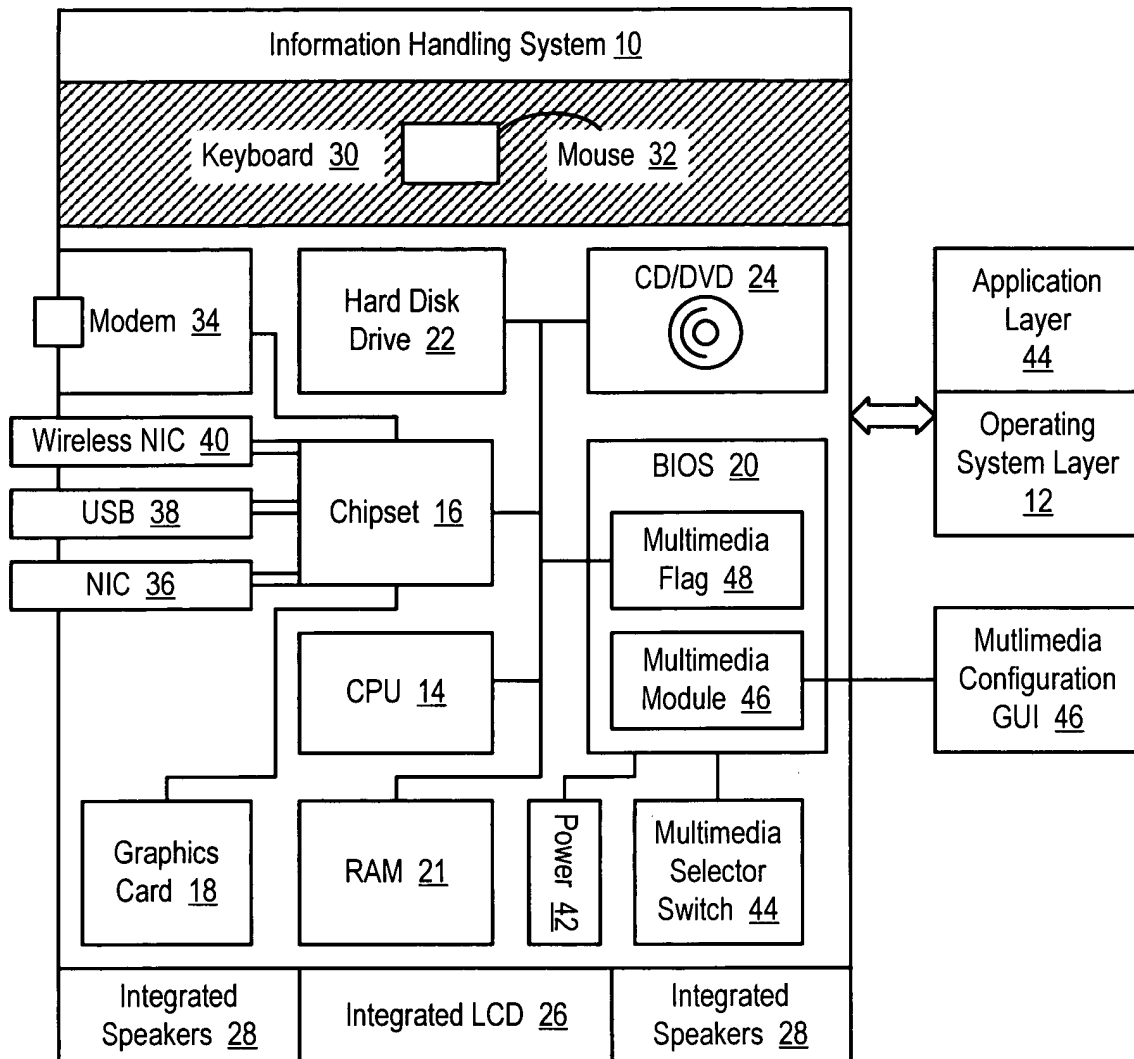 Information Handling System 10
Keyboard 30
Mouse 32
Modem 34
Hard Disk
Drive 22
CD/DVD 24
Application
Layer
44
Operating
System Layer
12
Wireless NIC 40
USB 38
NIC 36
Chipset 16
BIOS 20
Multimedia
Flag 48
Multimedia
Module 46
Mutlimedia
Configuration
GUI 46
CPU 14
Graphics
Card 18
RAM 21
Power 42
Multimedia
Selector
Switch 44
Integrated
Speakers 28
Integrated LCD 26
Integrated
Speakers 28